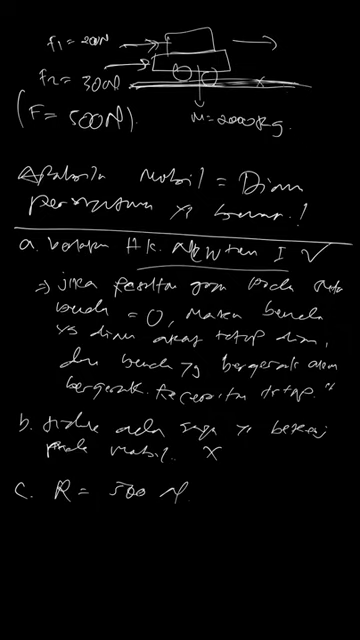 F1 = 200N
F2 = 300N
(F = 500N)
M = 2000kg
Apabila Mobil = Diam
pernyataan yg benar!
a. berlaku Hk. NEWTON I ✓
⇒ jika resultan gaya pada
benda = 0, maka benda
yg diam akan tetap diam,
dan benda yg bergerak akan
bergerak kecepatan tetap."
b. tidak ada gaya yg bekerja
pada mobil. X
c. R = 500 N